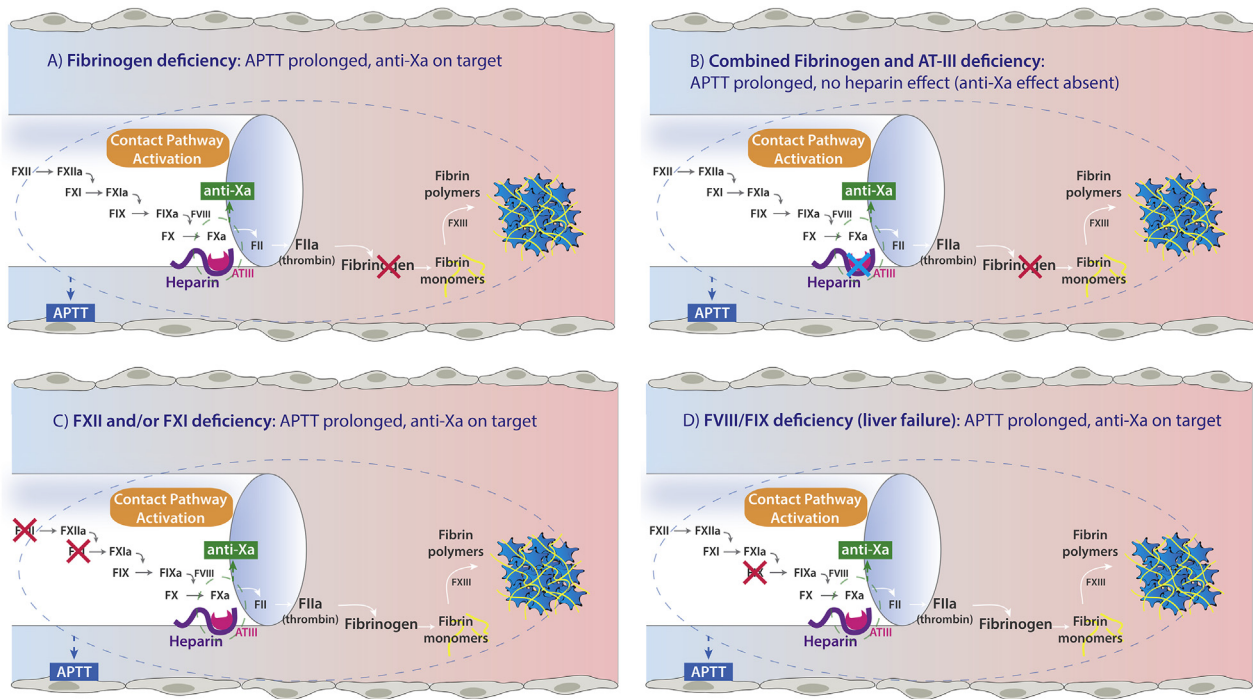 A) Fibrinogen deficiency: APTT prolonged, anti-Xa on target
Contact Pathway
Activation
FXII
FXIIa
FXI
FXIa
FIX
FIXa
FVIII
FX
FXa
anti-Xa
Heparin
ATIII
FII
FIIa
(thrombin)
Fibrinogen
Fibrin
monomers
FXIII
Fibrin
polymers
APTT
B) Combined Fibrinogen and AT-III deficiency:
APTT prolonged, no heparin effect (anti-Xa effect absent)
Contact Pathway
Activation
FXII
FXIIa
FXI
FXIa
FIX
FIXa
FVIII
FX
FXa
anti-Xa
Heparin
ATIII
FII
FIIa
(thrombin)
Fibrinogen
Fibrin
monomers
FXIII
Fibrin
polymers
APTT
C) FXII and/or FXI deficiency: APTT prolonged, anti-Xa on target
Contact Pathway
Activation
FXII
FXIIa
FXI
FXIa
FIX
FIXa
FVIII
FX
FXa
anti-Xa
Heparin
ATIII
FII
FIIa
(thrombin)
Fibrinogen
Fibrin
monomers
FXIII
Fibrin
polymers
APTT
D) FVIII/FIX deficiency (liver failure): APTT prolonged, anti-Xa on target
Contact Pathway
Activation
FXII
FXIIa
FXI
FXIa
FIX
FIXa
FVIII
FX
FXa
anti-Xa
Heparin
ATIII
FII
FIIa
(thrombin)
Fibrinogen
Fibrin
monomers
FXIII
Fibrin
polymers
APTT